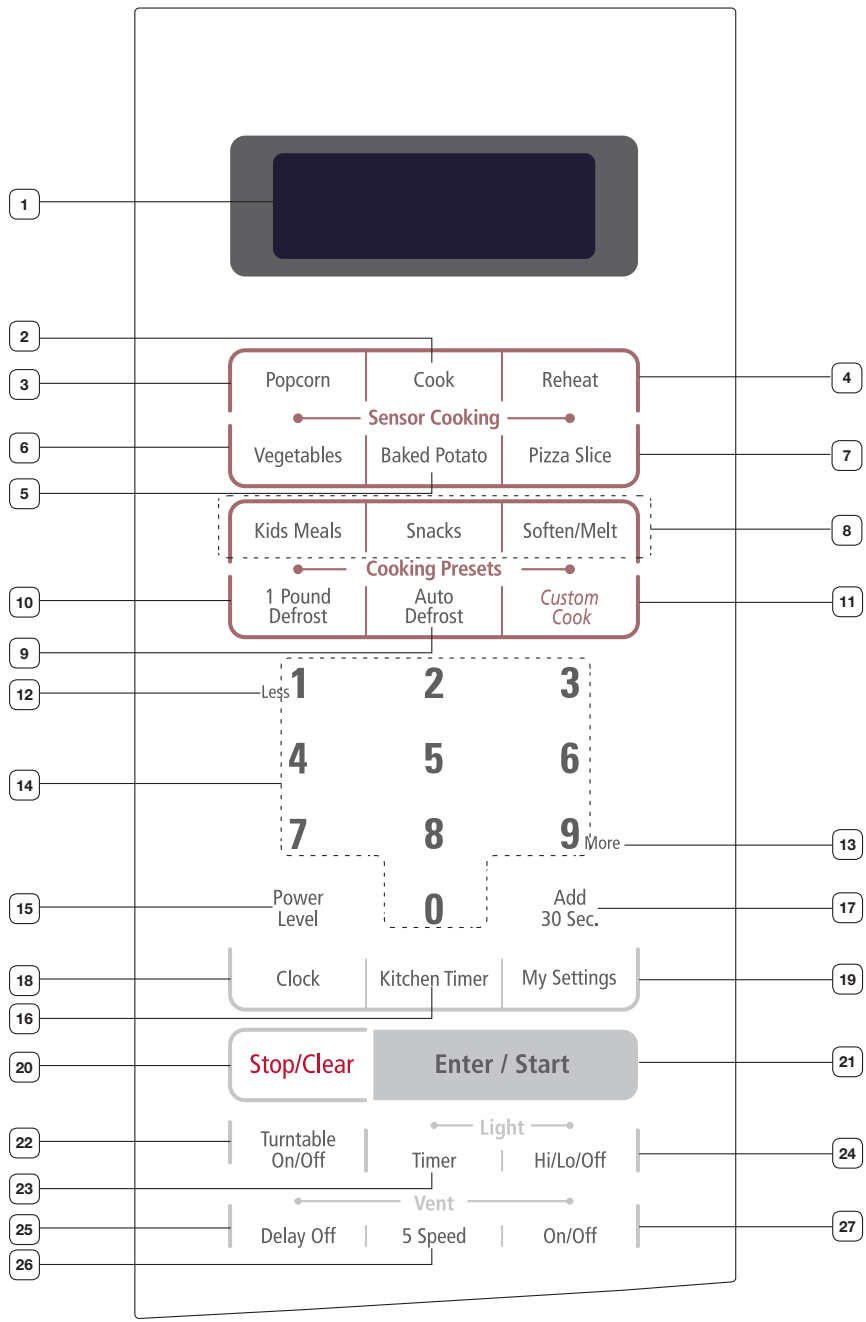 1
2
3
Popcorn Cook Reheat
4
Sensor Cooking
6
Vegetables Baked Potato Pizza Slice
7
5
Kids Meals Snacks Soften/Melt
8
Cooking Presets
10
1 Pound Defrost
Auto Defrost
Custom Cook
11
9
12
Less 1 2 3
14
4 5 6
7 8 9 More
13
15
Power Level
0
Add 30 Sec.
17
18
Clock Kitchen Timer My Settings
19
16
20
Stop/Clear Enter / Start
21
22
Turntable On/Off
Light
Timer Hi/Lo/Off
24
23
Vent
25
Delay Off 5 Speed On/Off
27
26